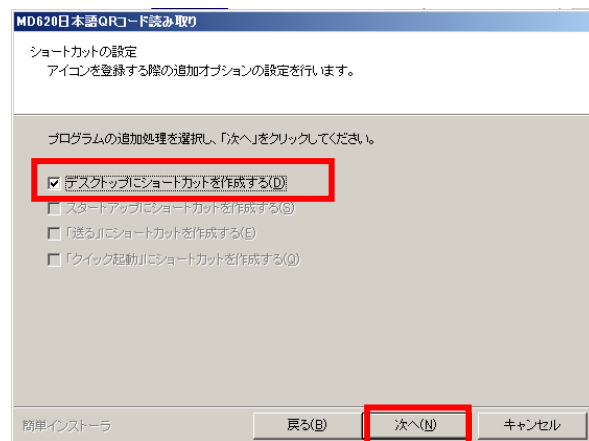 MD620日本語QRコード読み取り
ショートカットの設定
アイコンを登録する際の追加オプションの設定を行います。
プログラムの追加処理を選択し、「次へ」をクリックしてください。
デスクトップにショートカットを作成する(D)
スタートアップにショートカットを作成する(S)
「送る」にショートカットを作成する(E)
「クイック起動」にショートカットを作成する(Q)
簡単インストーラ
戻る(B)
次へ(N)
キャンセル